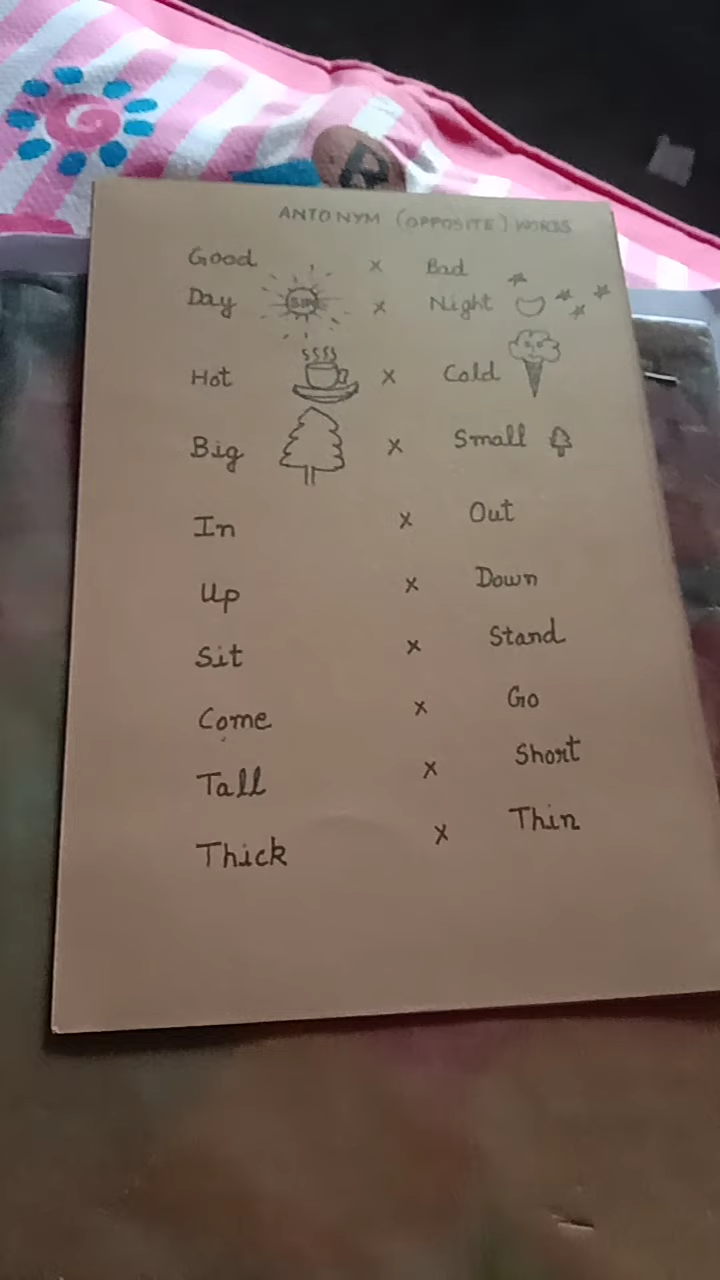 ANTONYM (OPPOSITE) WORDS
Good x Bad
Day SUN x Night
Hot x Cold
Big x Small
In x Out
Up x Down
Sit x Stand
Come x Go
Tall x Short
Thick x Thin